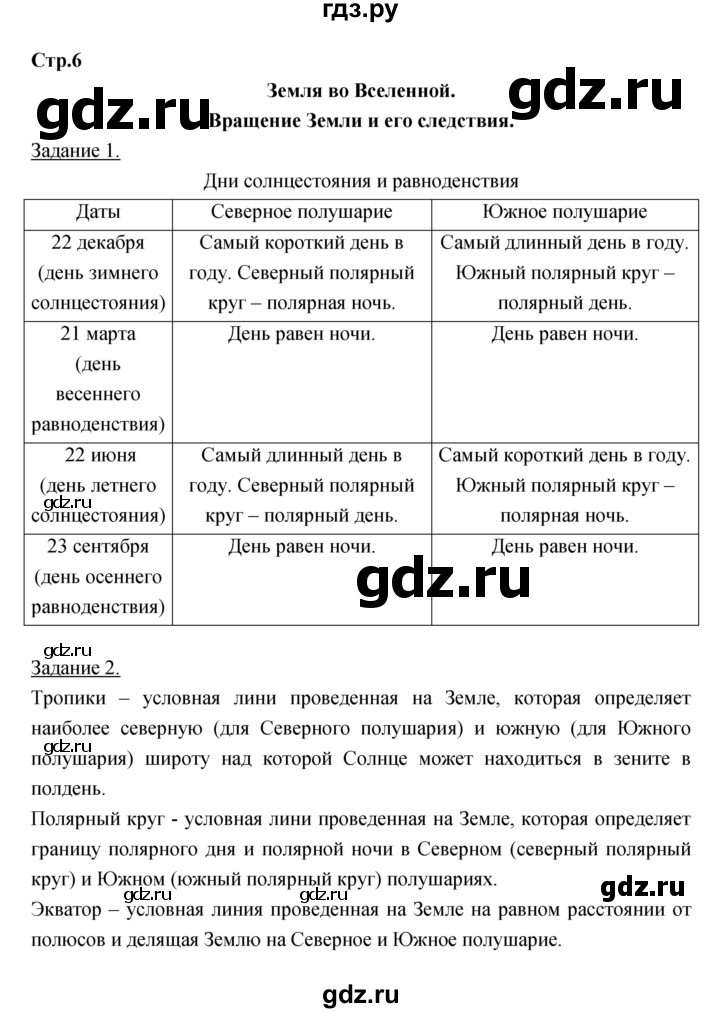 гдз.ру
Стр.6
Земля во Вселенной.
gdz.ru
gdz.ru
Вращение Земли и его следствия.
Задание 1.
Дни солнцестояния и равноденствия
Даты Северное полушарие Южное полушарие
22 декабря Самый короткий день в Самый длинный день в году.
(день зимнего году. Северный полярный Южный полярный круг –
солнцестояния) круг – полярная ночь. полярный день.
21 марта День равен ночи. День равен ночи.
(день
весеннего
равноденствия)
22 июня Самый длинный день в Самый короткий день в году.
(день летнего году. Северный полярный Южный полярный круг –
gdz.ru
солнцестояния) круг – полярный день. полярная ночь.
23 сентября День равен ночи. День равен ночи.
(день осеннего
gdz.ru
равноденствия)
gdz.ru
Задание 2.
Тропики – условная лини проведенная на Земле, которая определяет
наиболее северную (для Северного полушария) и южную (для Южного
gdz.ru
полушария) широту над которой Солнце может находиться в зените в
полдень.
Полярный круг - условная лини проведенная на Земле, которая определяет
границу полярного дня и полярной ночи в Северном (северный полярный
круг) и Южном (южный полярный круг) полушариях.
gdz.ru
gdz.ru
Экватор – условная линия проведенная на Земле на равном расстоянии от
полюсов и делящая Землю на Северное и Южное полушарие.
gdz.ru